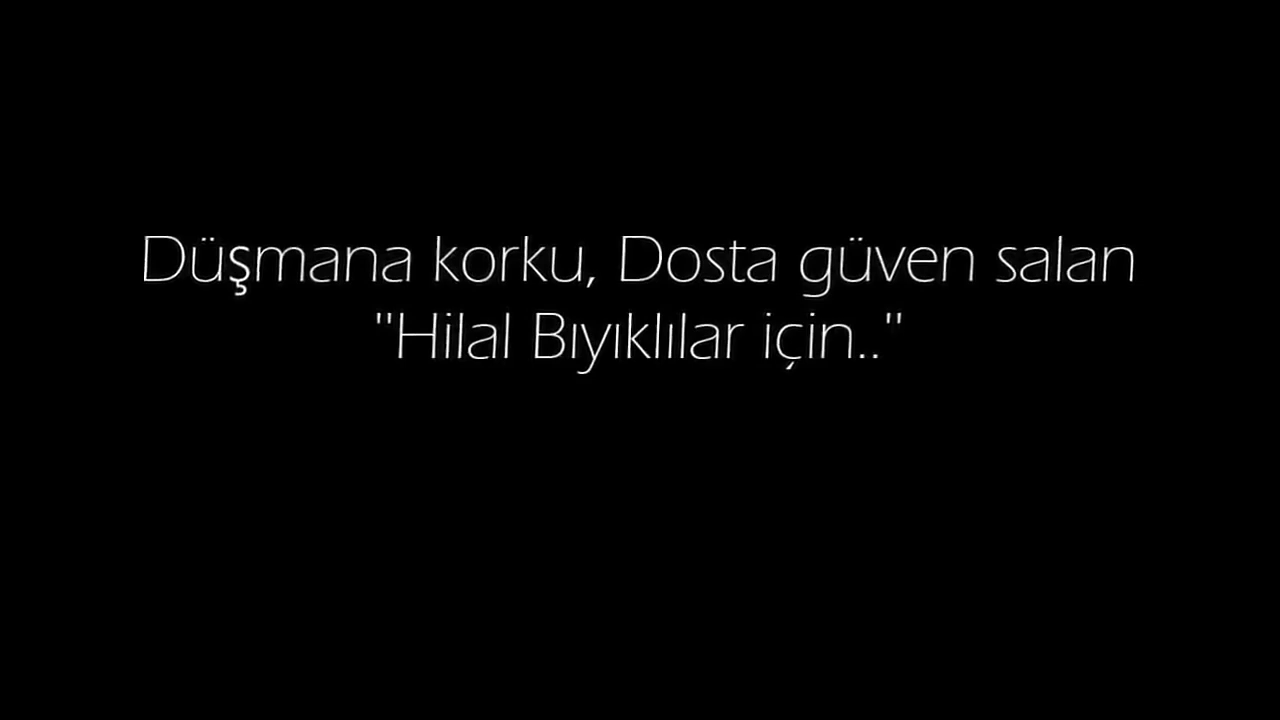 Düşmana korku, Dosta güven salan
"Hilal Bıyıklılar için.."